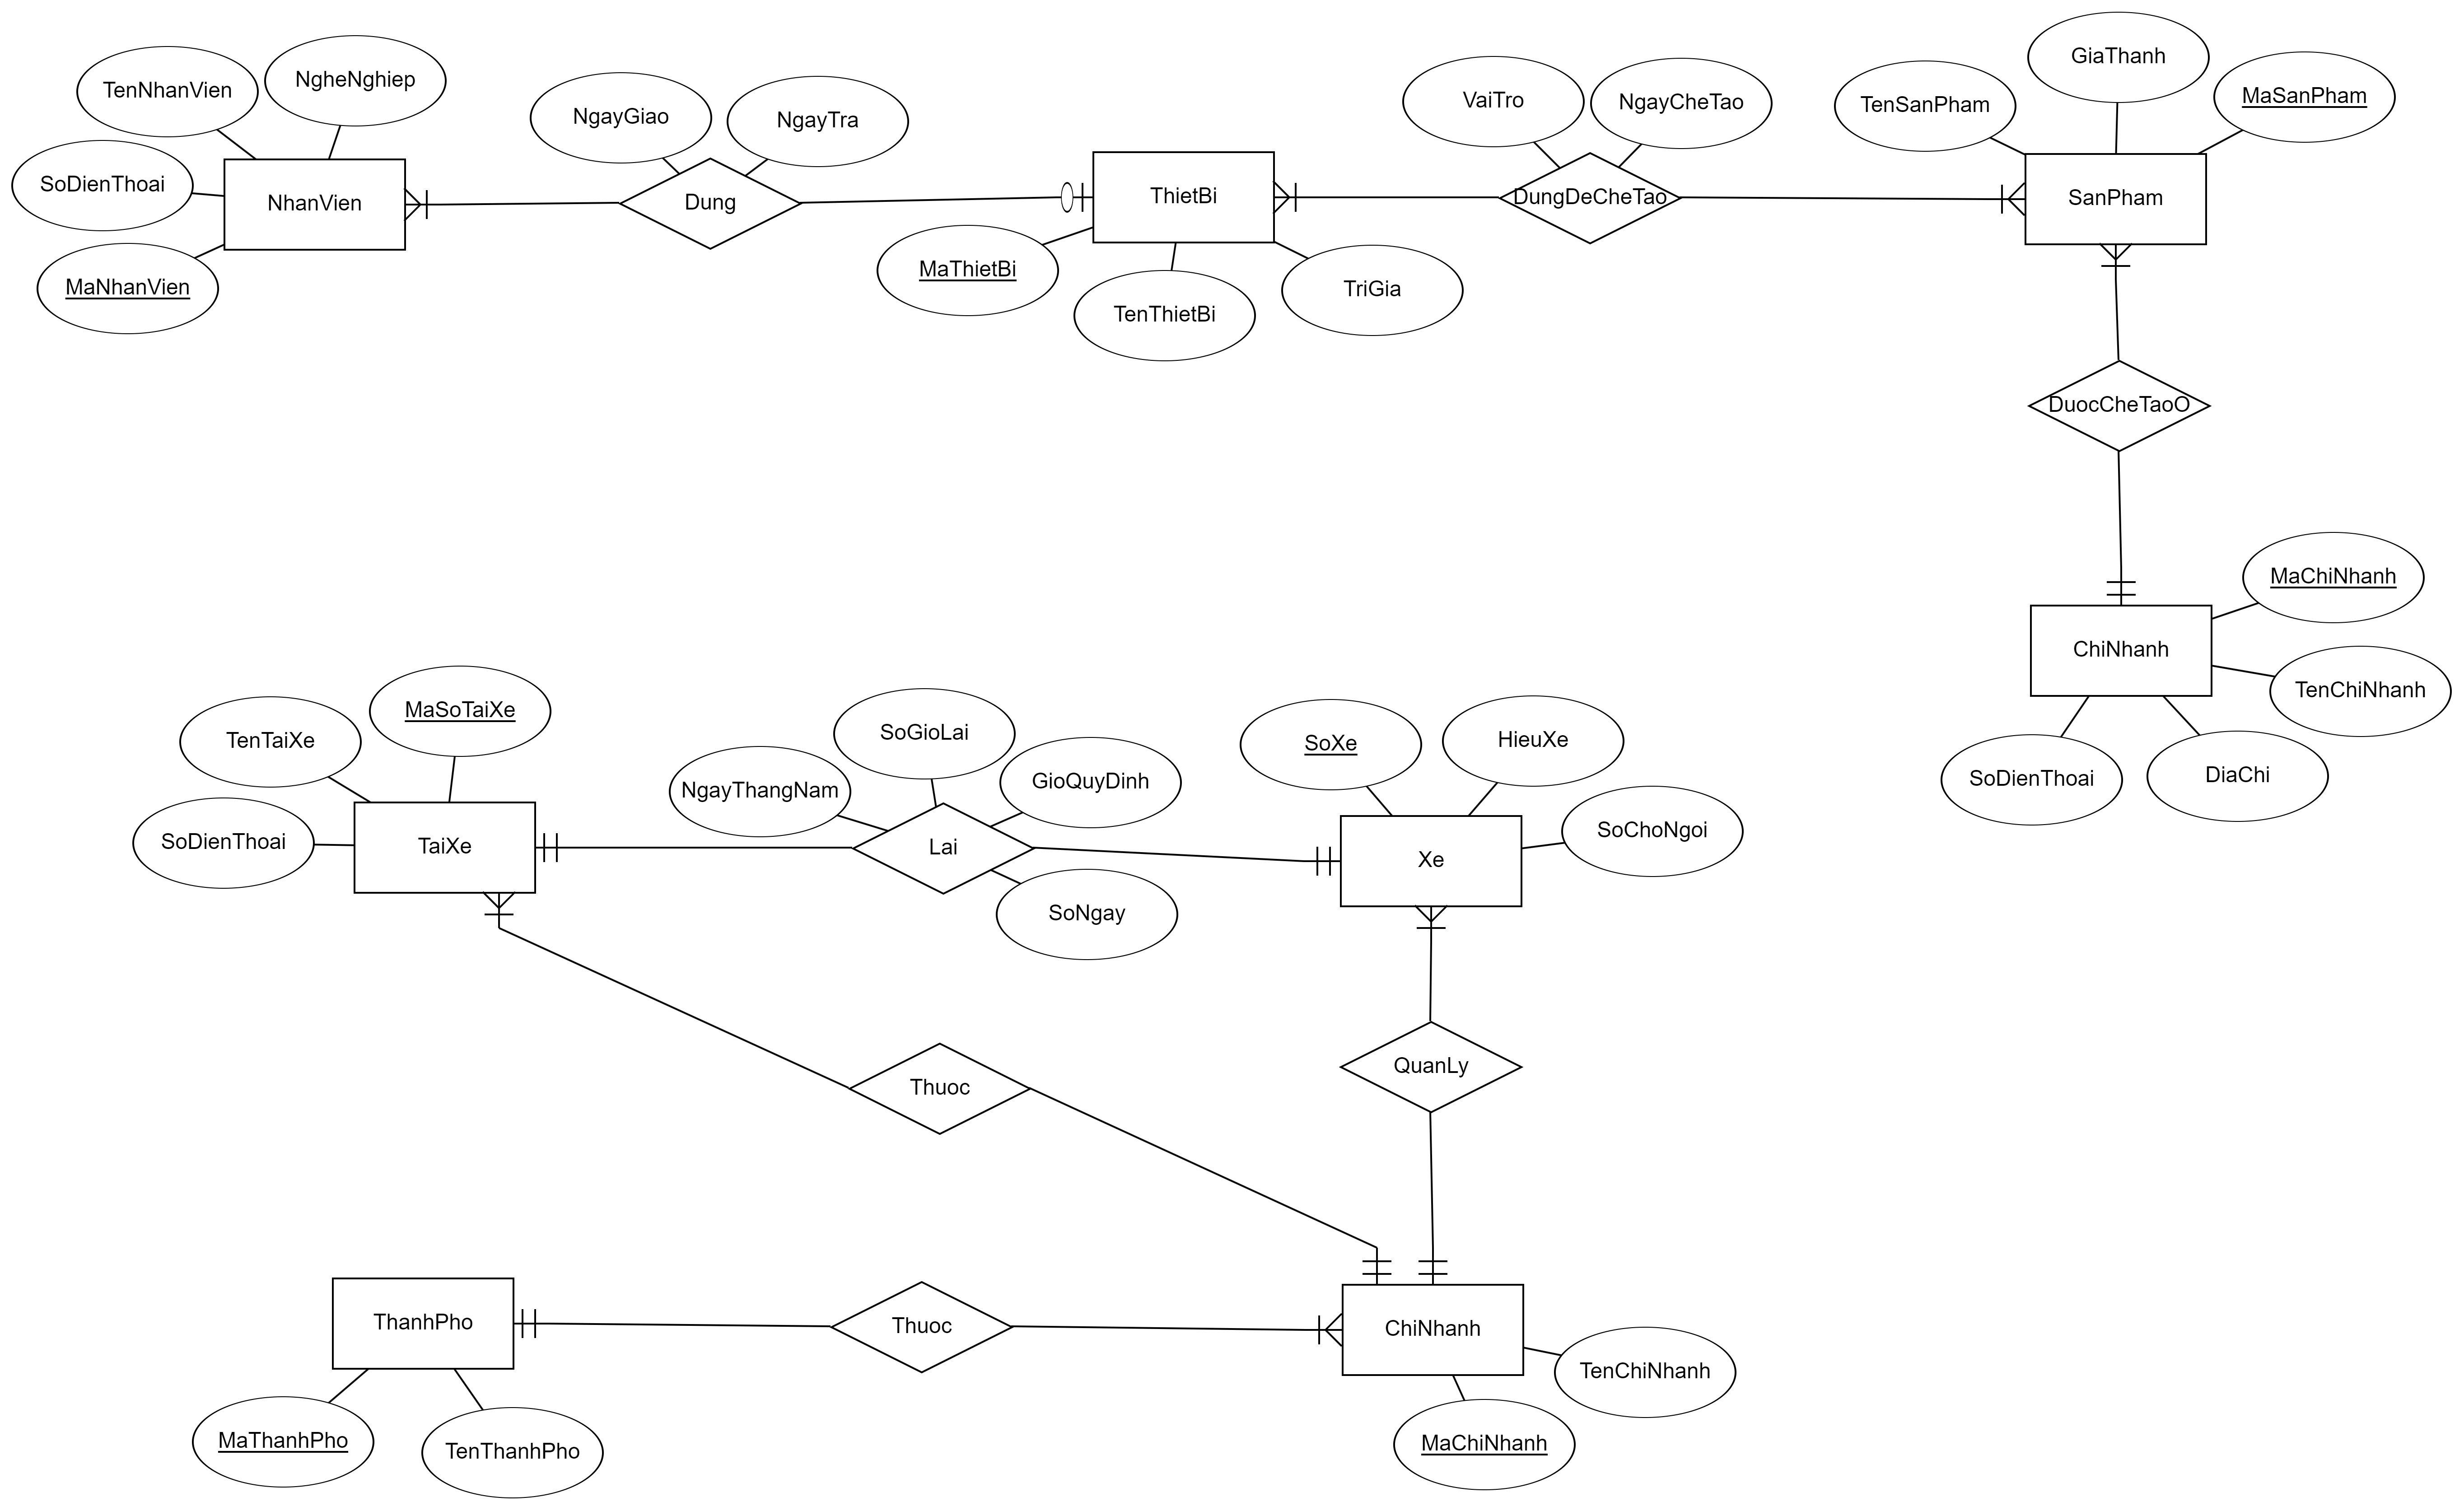 GiaThanh
NgheNghiep
TenNhanVien
MaSanPham
VaiTro
NgayCheTao
TenSanPham
NgayGiao
NgayTra
SoDienThoai
NhanVien
Dung
ThietBi
DungDeCheTao
SanPham
MaNhanVien
MaThietBi
TenThietBi
TriGia
DuocCheTaoO
MaChiNhanh
ChiNhanh
TenChiNhanh
SoDienThoai
DiaChi
MaSoTaiXe
TenTaiXe
SoGioLai
SoXe
HieuXe
NgayThangNam
GioQuyDinh
SoDienThoai
TaiXe
Lai
Xe
SoChoNgoi
SoNgay
Thuoc
QuanLy
ThanhPho
Thuoc
ChiNhanh
TenChiNhanh
MaThanhPho
TenThanhPho
MaChiNhanh